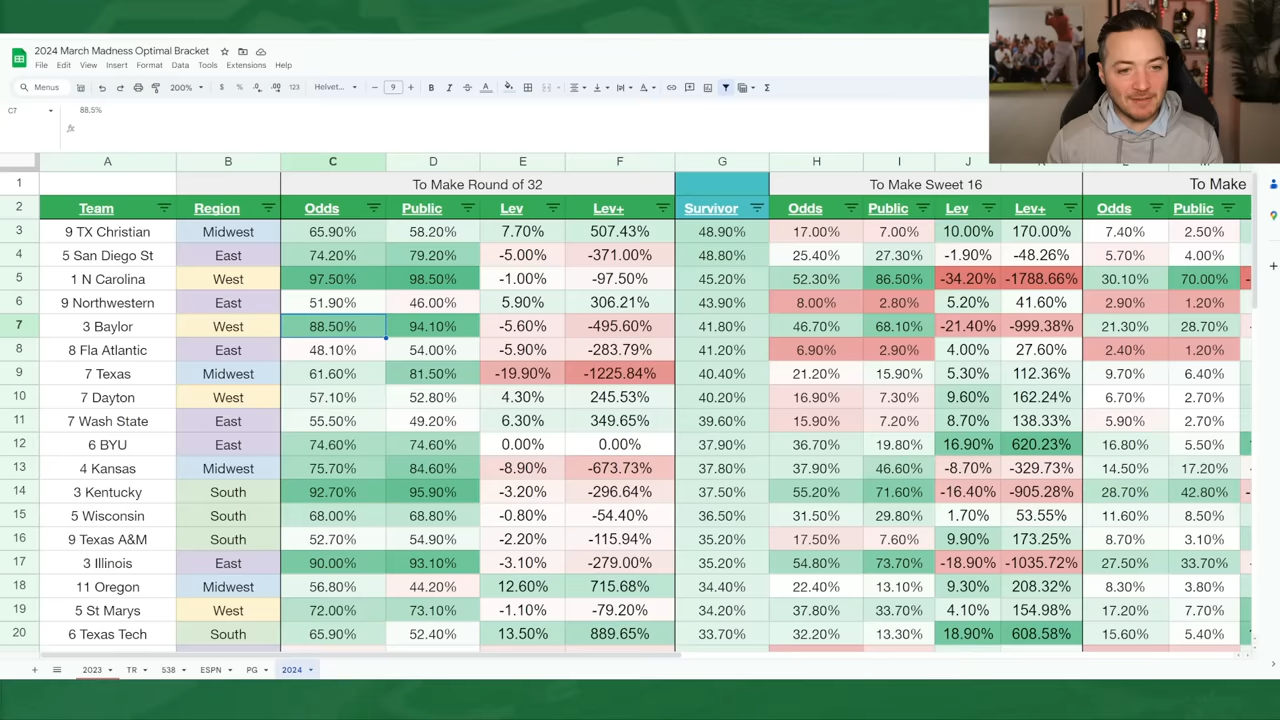 2024 March Madness Optimal Bracket
File Edit View Insert Format Data Tools Extensions Help
Menus 200% $ % .0 .00 123 Helvet... 9 B I A
C7 88.5%
fx
A B C D E F G H I J
1 To Make Round of 32 To Make Sweet 16 To Make
2 Team Region Odds Public Lev Lev+ Survivor Odds Public Lev Lev+ Odds Public
3 9 TX Christian Midwest 65.90% 58.20% 7.70% 507.43% 48.90% 17.00% 7.00% 10.00% 170.00% 7.40% 2.50%
4 5 San Diego St East 74.20% 79.20% -5.00% -371.00% 48.80% 25.40% 27.30% -1.90% -48.26% 5.70% 4.00%
5 1 N Carolina West 97.50% 98.50% -1.00% -97.50% 45.20% 52.30% 86.50% -34.20% -1788.66% 30.10% 70.00%
6 9 Northwestern East 51.90% 46.00% 5.90% 306.21% 43.90% 8.00% 2.80% 5.20% 41.60% 2.90% 1.20%
7 3 Baylor West 88.50% 94.10% -5.60% -495.60% 41.80% 46.70% 68.10% -21.40% -999.38% 21.30% 28.70%
8 8 Fla Atlantic East 48.10% 54.00% -5.90% -283.79% 41.20% 6.90% 2.90% 4.00% 27.60% 2.40% 1.20%
9 7 Texas Midwest 61.60% 81.50% -19.90% -1225.84% 40.40% 21.20% 15.90% 5.30% 112.36% 9.70% 6.40%
10 7 Dayton West 57.10% 52.80% 4.30% 245.53% 40.20% 16.90% 7.30% 9.60% 162.24% 6.70% 2.70%
11 7 Wash State East 55.50% 49.20% 6.30% 349.65% 39.60% 15.90% 7.20% 8.70% 138.33% 5.90% 2.70%
12 6 BYU East 74.60% 74.60% 0.00% 0.00% 37.90% 36.70% 19.80% 16.90% 620.23% 16.80% 5.50%
13 4 Kansas Midwest 75.70% 84.60% -8.90% -673.73% 37.80% 37.90% 46.60% -8.70% -329.73% 14.50% 17.20%
14 3 Kentucky South 92.70% 95.90% -3.20% -296.64% 37.50% 55.20% 71.60% -16.40% -905.28% 28.70% 42.80%
15 5 Wisconsin South 68.00% 68.80% -0.80% -54.40% 36.50% 31.50% 29.80% 1.70% 53.55% 11.60% 8.50%
16 9 Texas A&M South 52.70% 54.90% -2.20% -115.94% 35.20% 17.50% 7.60% 9.90% 173.25% 8.70% 3.10%
17 3 Illinois East 90.00% 93.10% -3.10% -279.00% 35.20% 54.80% 73.70% -18.90% -1035.72% 27.50% 33.70%
18 11 Oregon Midwest 56.80% 44.20% 12.60% 715.68% 34.40% 22.40% 13.10% 9.30% 208.32% 8.30% 3.80%
19 5 St Marys West 72.00% 73.10% -1.10% -79.20% 34.20% 37.80% 33.70% 4.10% 154.98% 17.20% 7.70%
20 6 Texas Tech South 65.90% 52.40% 13.50% 889.65% 33.70% 32.20% 13.30% 18.90% 608.58% 15.60% 5.40%
2023 TR 538 ESPN PG 2024